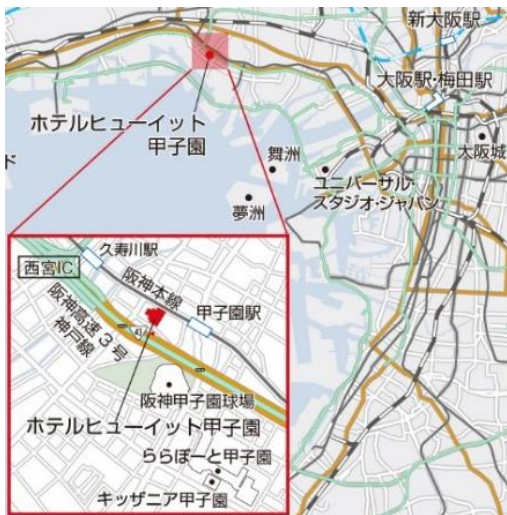 新大阪駅
大阪駅・梅田駅
ホテルヒューイット
甲子園
大阪城
舞洲
ド
ユニバーサル・
スタジオ・ジャパン
夢洲
久寿川駅
西宮IC
阪神本線
甲子園駅
阪神高速3号
神戸線
43
阪神甲子園球場
ホテルヒューイット甲子園
ららぽーと甲子園
キッザニア甲子園